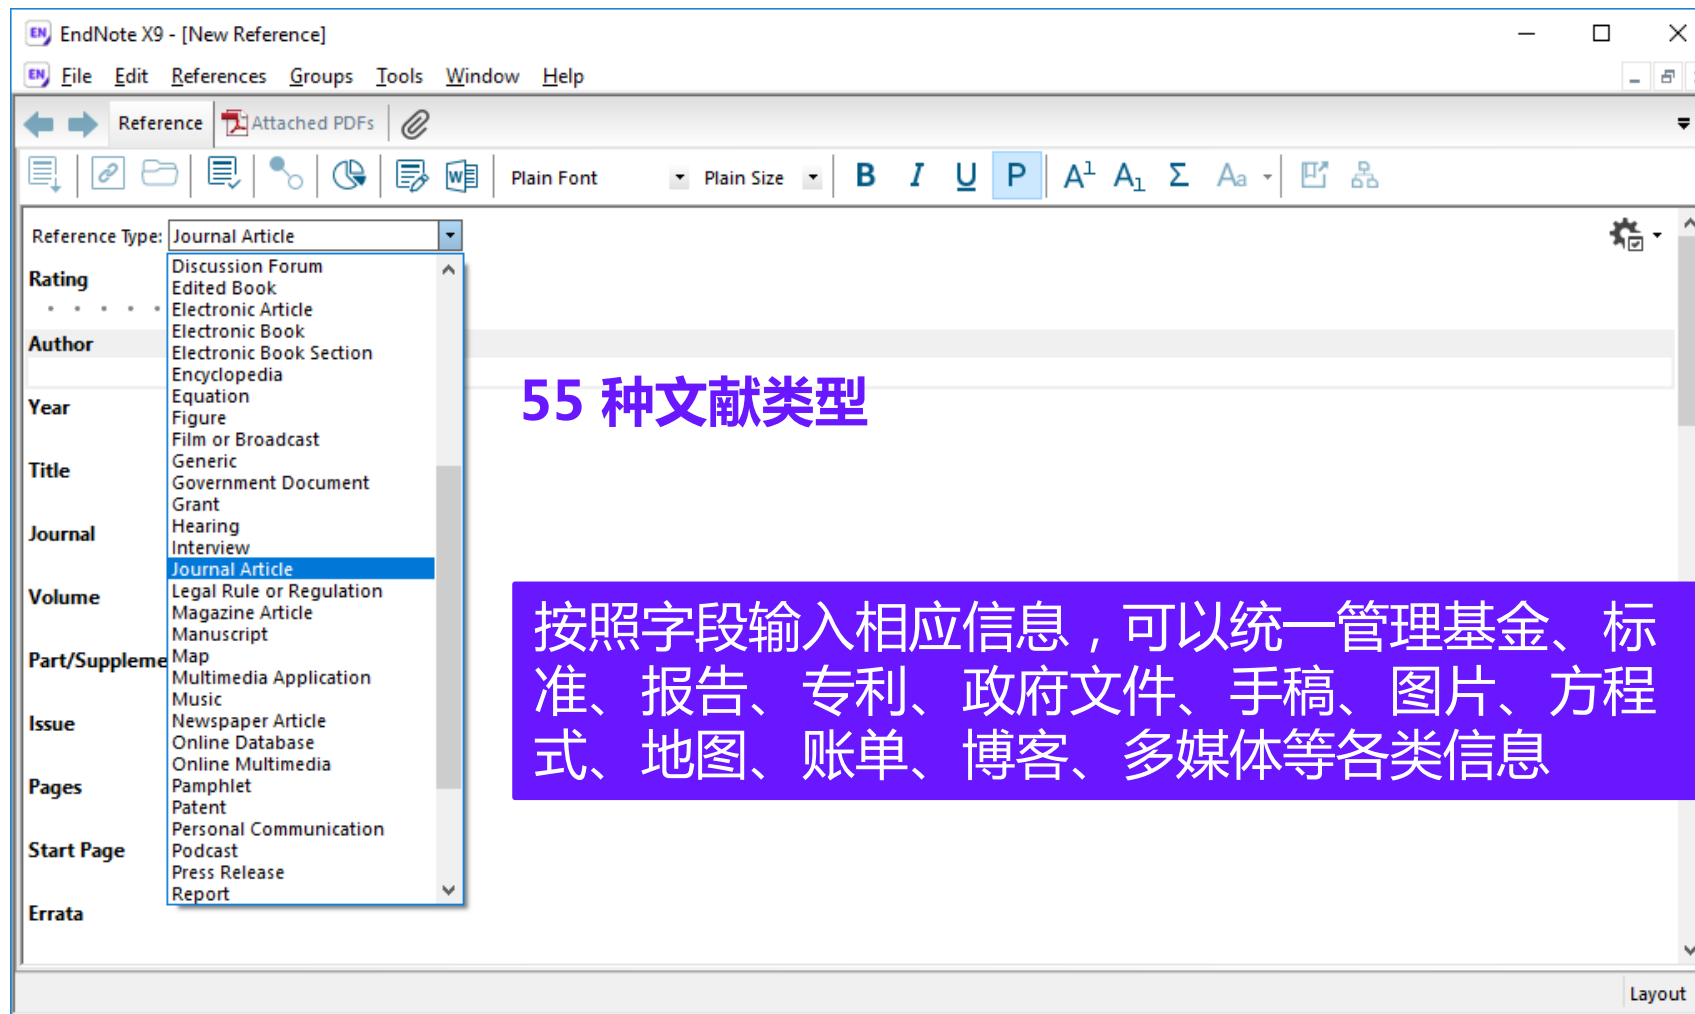 EndNote X9 - [New Reference]
File Edit References Groups Tools Window Help
Reference Attached PDFs
Plain Font Plain Size B I U P A1 A1 Σ Aa
Reference Type: Journal Article
Rating
Author
Year
Title
Journal
Volume
Part/Suppleme
Issue
Pages
Start Page
Errata
Discussion Forum
Edited Book
Electronic Article
Electronic Book
Electronic Book Section
Encyclopedia
Equation
Figure
Film or Broadcast
Generic
Government Document
Grant
Hearing
Interview
Journal Article
Legal Rule or Regulation
Magazine Article
Manuscript
Map
Multimedia Application
Music
Newspaper Article
Online Database
Online Multimedia
Pamphlet
Patent
Personal Communication
Podcast
Press Release
Report
55 种文献类型
按照字段输入相应信息，可以统一管理基金、标
准、报告、专利、政府文件、手稿、图片、方程
式、地图、账单、博客、多媒体等各类信息
Layout